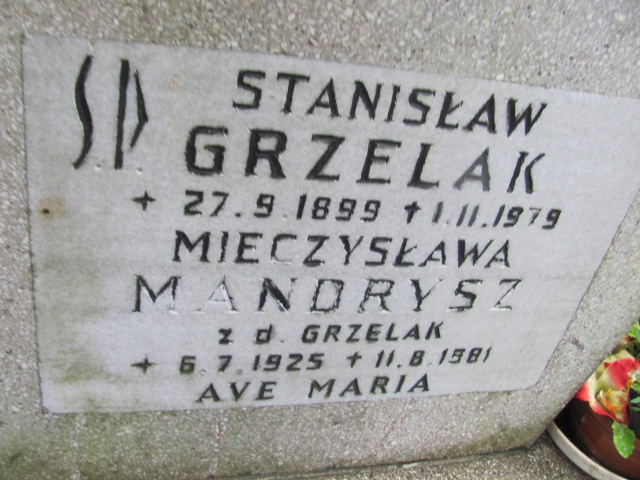 S.P. STANISŁAW
GRZELAK
+ 27.9.1899 † 1.11.1979
MIECZYSŁAWA
MANDRYSZ
z d. GRZELAK
+ 6.7.1925 † 11.8.1981
AVE MARIA